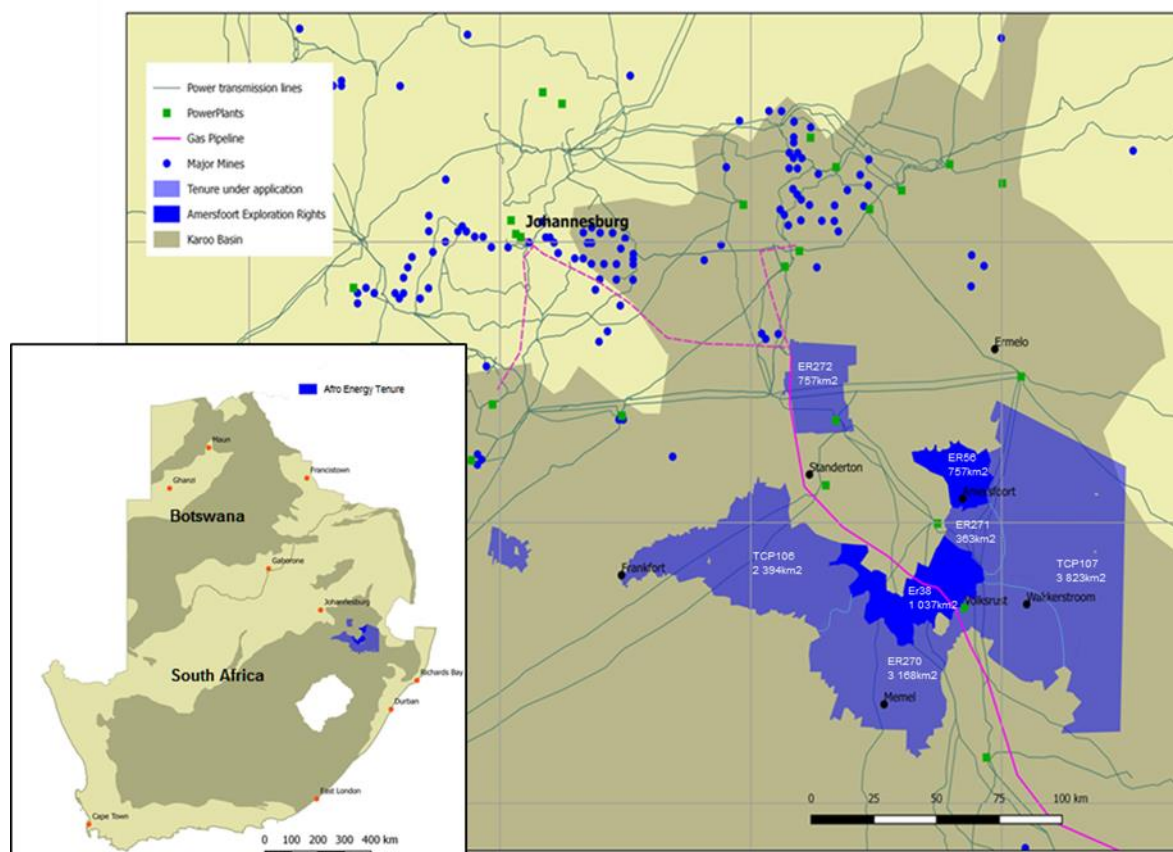 Power transmission lines
PowerPlants
Gas Pipeline
Major Mines
Tenure under application
Amersfoort Exploration Rights
Karoo Basin
Johannesburg
Ermelo
ER272
757km2
Standerton
ER56
757km2
Amersfoort
ER271
363km2
TCP106
2 394km2
TCP107
3 823km2
Frankfort
Er38
1 037km2
Volksrust
Wakkerstroom
ER270
3 168km2
Memel
0 25 50 75 100 km
Afro Energy Tenure
Maun
Ghanzi
Francistown
Botswana
Gaborone
Johannesburg
South Africa
Richards Bay
Durban
East London
Cape Town
0 100 200 300 400 km